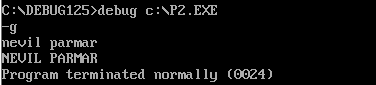 C:\DEBUG125>debug c:\P2.EXE
-g
nevil parmar
NEVIL PARMAR
Program terminated normally (0024)